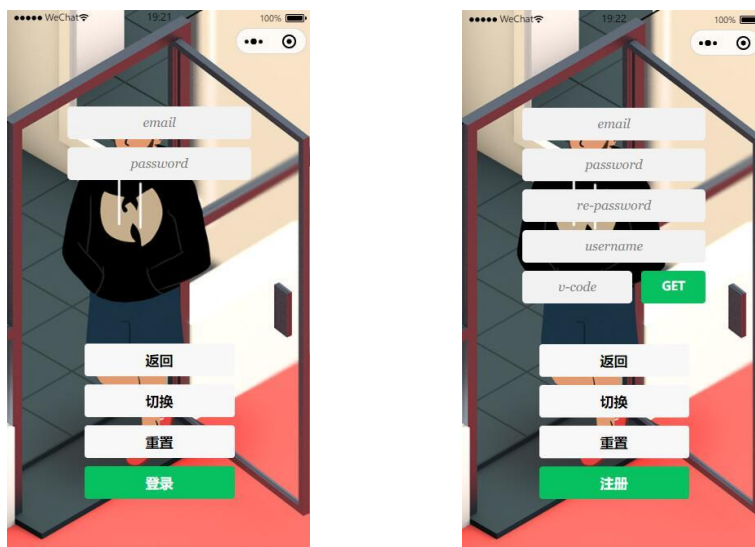 WeChat 19:21 100%
email
password
返回
切换
重置
登录
WeChat 19:22 100%
email
password
re-password
username
v-code GET
返回
切换
重置
注册